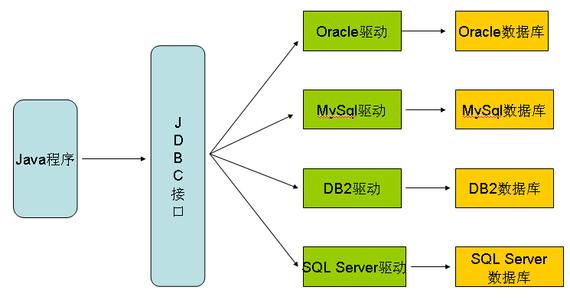 Java程序
J
D
B
C
接
口
Oracle驱动
Oracle数据库
MySql驱动
MySql数据库
DB2驱动
DB2数据库
SQL Server驱动
SQL Server
数据库